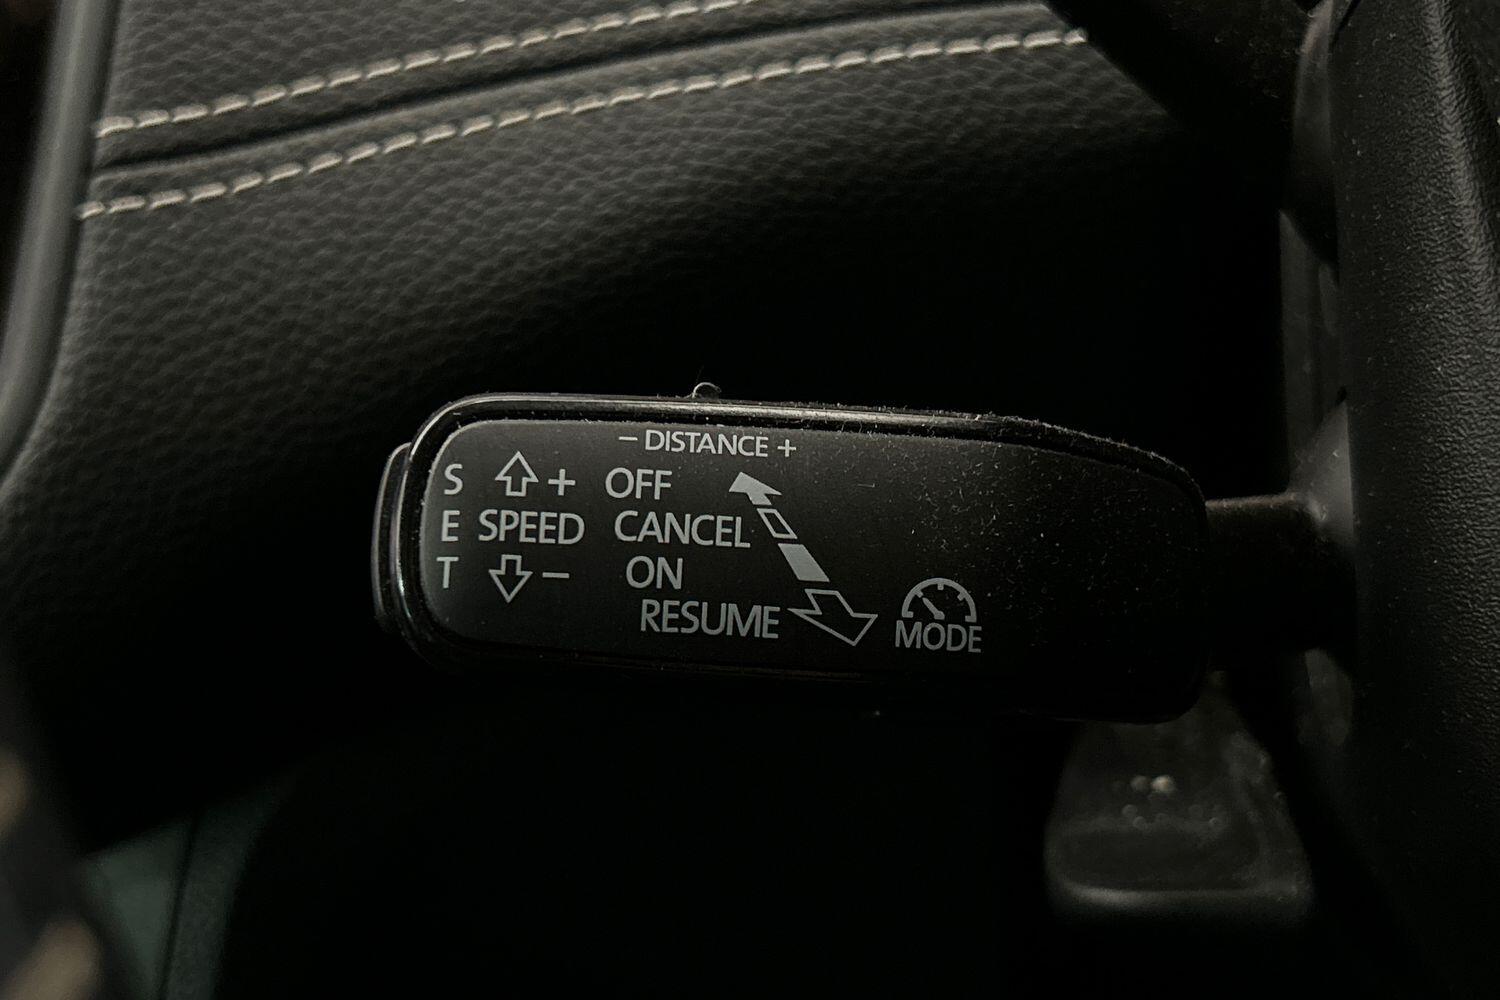 − DISTANCE +
S + OFF
E SPEED CANCEL
T − ON
RESUME
MODE